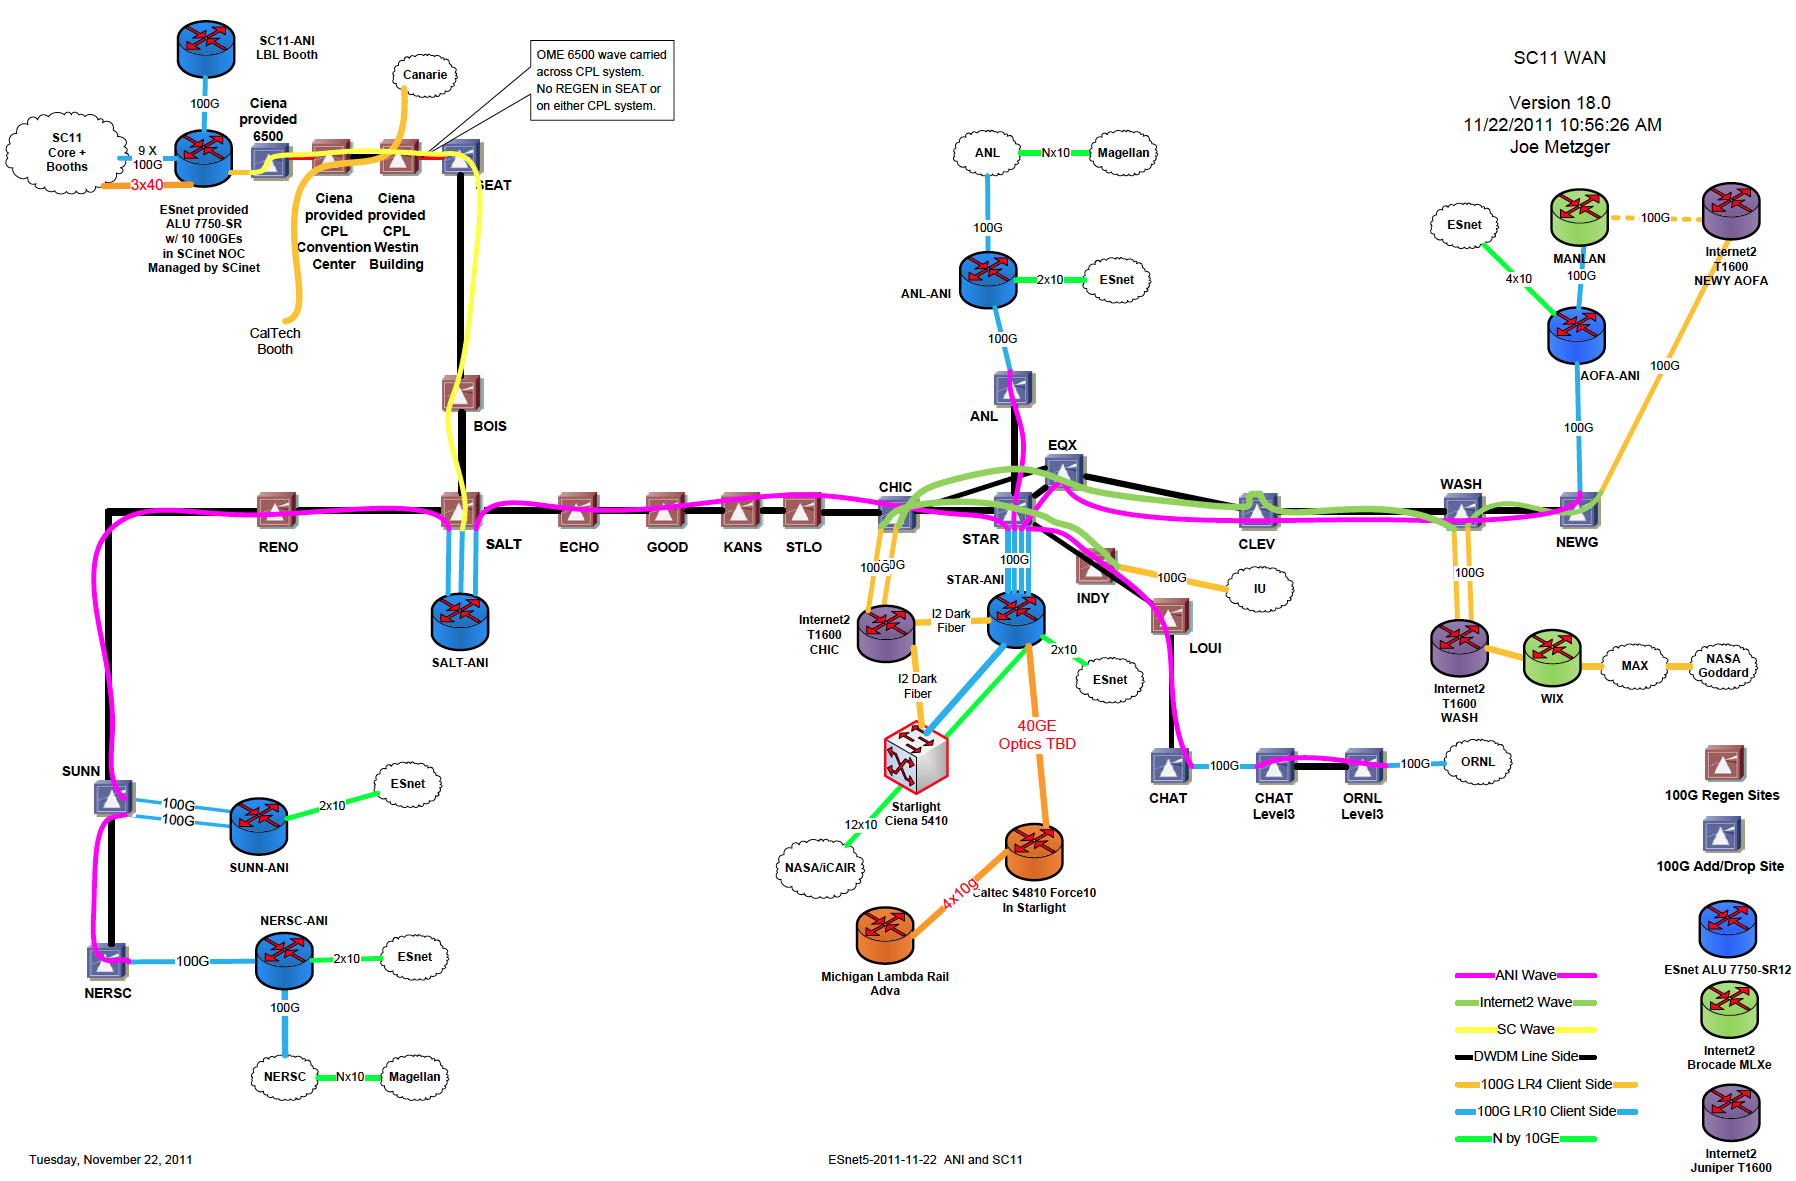 SC11-ANI
LBL Booth
100G
Ciena
provided
6500
Canarie
OME 6500 wave carried
across CPL system.
No REGEN in SEAT or
on either CPL system.
SC11 WAN
Version 18.0
11/22/2011 10:56:26 AM
Joe Metzger
SC11
Core +
Booths
9 X
100G
3x40
ESnet provided
ALU 7750-SR
w/ 10 100GEs
in SCinet NOC
Managed by SCinet
Ciena
provided
CPL
Convention
Center
Ciena
provided
CPL
Westin
Building
SEAT
CalTech
Booth
ANL
Nx10
Magellan
100G
ANL-ANI
2x10
ESnet
100G
ANL
ESnet
4x10
MANLAN
100G
100G
Internet2
T1600
NEWY AOFA
AOFA-ANI
100G
100G
BOIS
RENO
SALT
ECHO
GOOD
KANS
STLO
CHIC
STAR
EQX
CLEV
WASH
NEWG
SALT-ANI
100G
100G
STAR-ANI
INDY
100G
IU
LOUI
Internet2
T1600
CHIC
I2 Dark
Fiber
I2 Dark
Fiber
2x10
ESnet
40GE
Optics TBD
Starlight
Ciena 5410
12x10
NASA/iCAIR
Caltec S4810 Force10
In Starlight
4x10g
Michigan Lambda Rail
Adva
100G
Internet2
T1600
WASH
WIX
MAX
NASA
Goddard
CHAT
100G
CHAT
Level3
ORNL
Level3
100G
ORNL
SUNN
100G
100G
SUNN-ANI
2x10
ESnet
NERSC
100G
NERSC-ANI
2x10
ESnet
100G
NERSC
Nx10
Magellan
100G Regen Sites
100G Add/Drop Site
ESnet ALU 7750-SR12
Internet2
Brocade MLXe
Internet2
Juniper T1600
ANI Wave
Internet2 Wave
SC Wave
DWDM Line Side
100G LR4 Client Side
100G LR10 Client Side
N by 10GE
Tuesday, November 22, 2011
ESnet5-2011-11-22 ANI and SC11